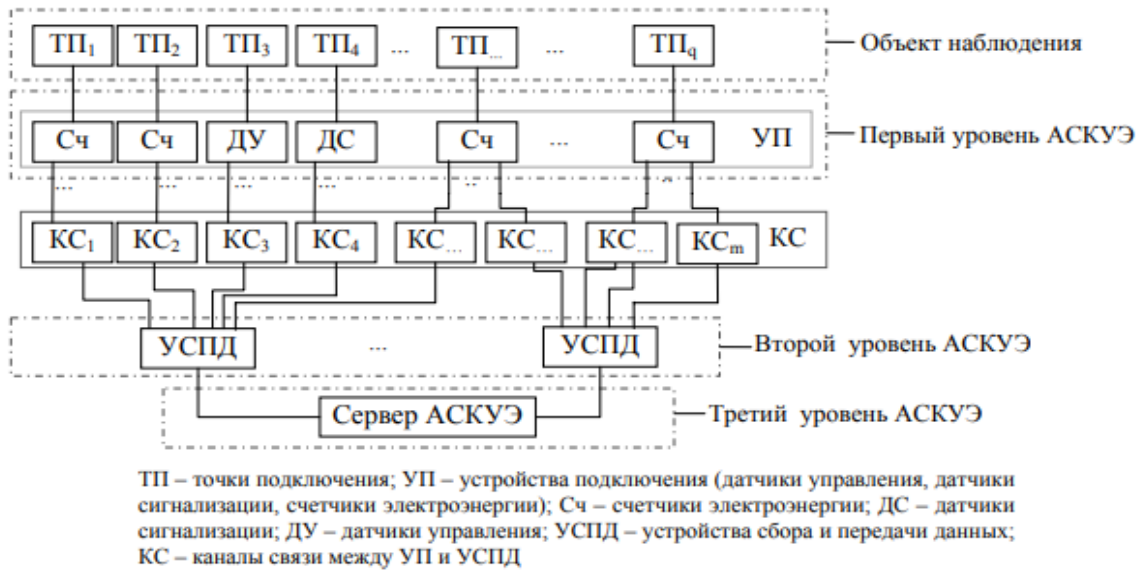 ТП₁ ТП₂ ТП₃ ТП₄ ... ТП... ... ТПq Объект наблюдения
Сч Сч ДУ ДС ... Сч ... Сч УП Первый уровень АСКУЭ
... ... ... ... .. ..
КС₁ КС₂ КС₃ КС₄ КС... КС... КС... КСm КС
УСПД ... УСПД Второй уровень АСКУЭ
Сервер АСКУЭ Третий уровень АСКУЭ
ТП – точки подключения; УП – устройства подключения (датчики управления, датчики
сигнализации, счетчики электроэнергии); Сч – счетчики электроэнергии; ДС – датчики
сигнализации; ДУ – датчики управления; УСПД – устройства сбора и передачи данных;
КС – каналы связи между УП и УСПД